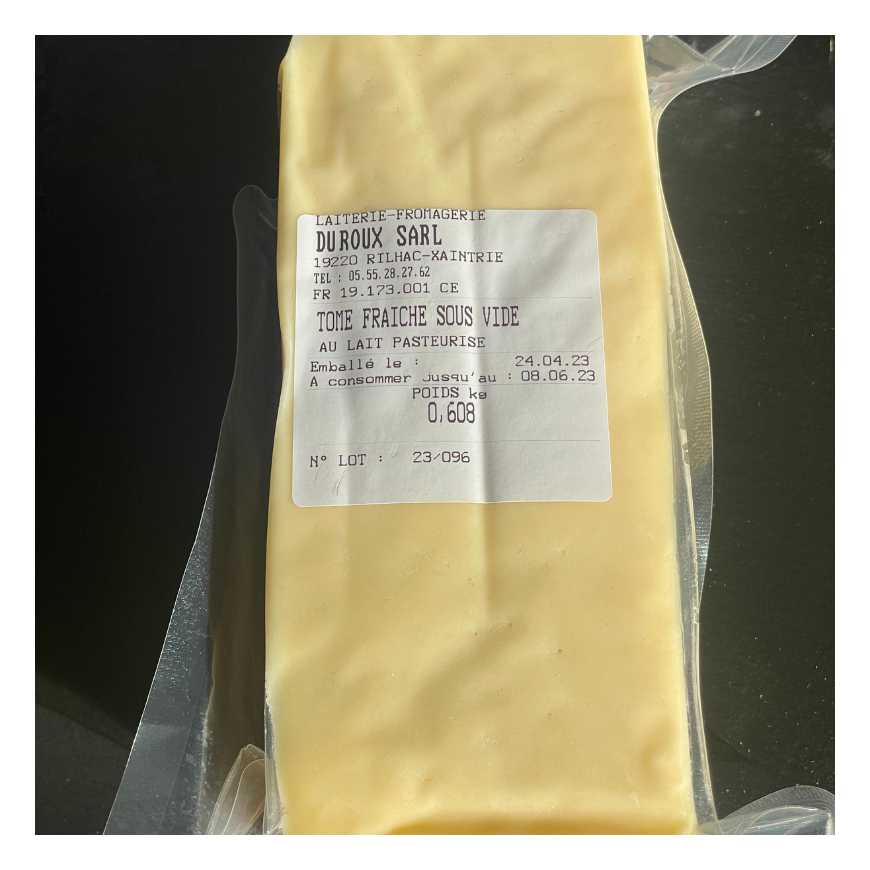 LAITERIE-FROMAGERIE
DUROUX SARL
19220 RILHAC-XAINTRIE
TEL : 05.55.28.27.62
FR 19.173.001 CE
TOME FRAICHE SOUS VIDE
AU LAIT PASTEURISE
Emballé le : 24.04.23
A consommer jusqu'au : 08.06.23
POIDS kg
0,608
N° LOT : 23/096